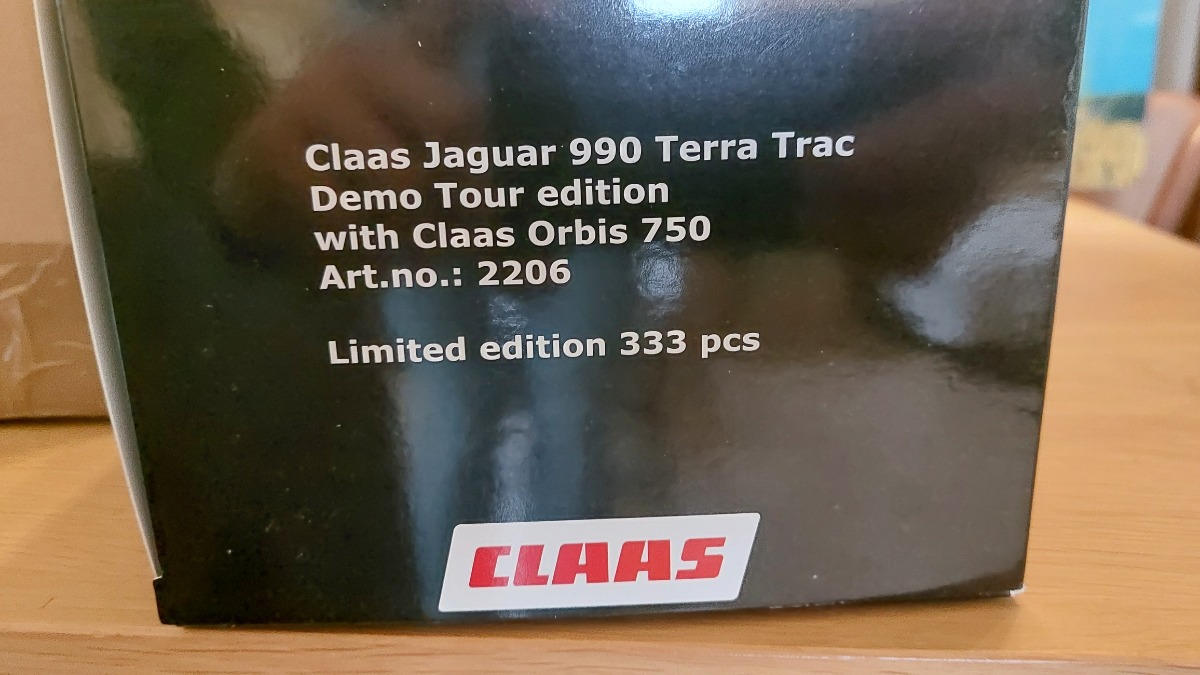 Claas Jaguar 990 Terra Trac
Demo Tour edition
with Claas Orbis 750
Art.no.: 2206
Limited edition 333 pcs
CLAAS